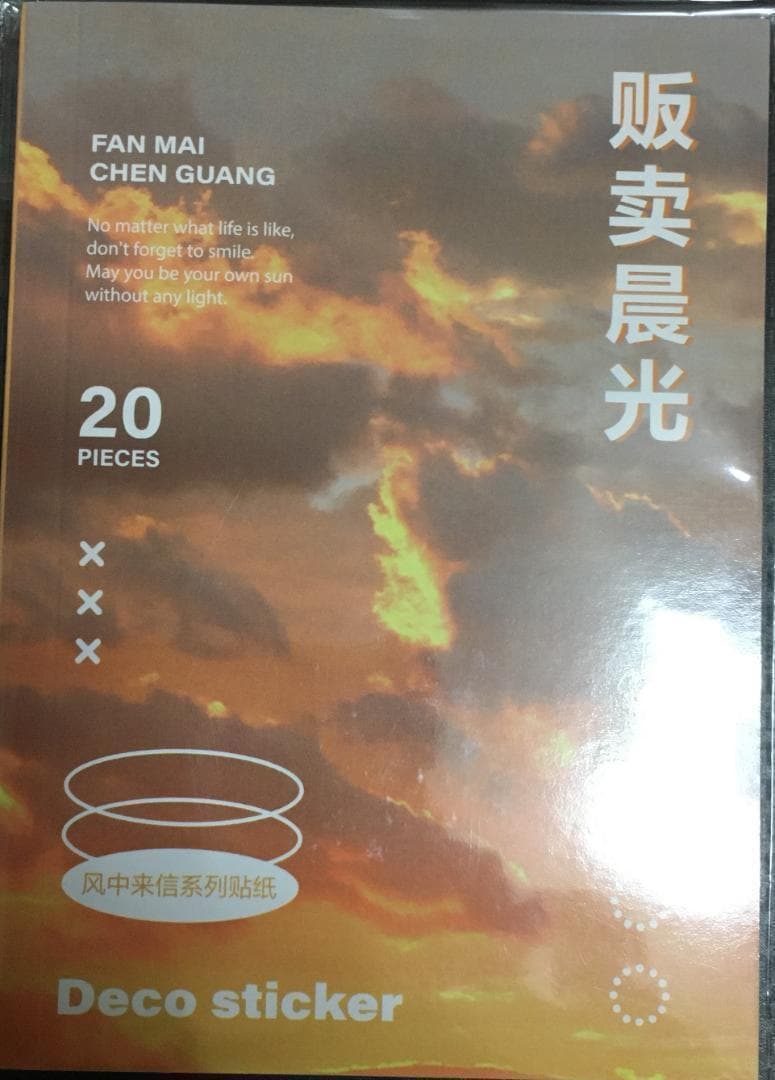 FAN MAI
CHEN GUANG
贩卖晨光
No matter what life is like,
don't forget to smile.
May you be your own sun
without any light.
20
PIECES
风中来信系列贴纸
Deco sticker